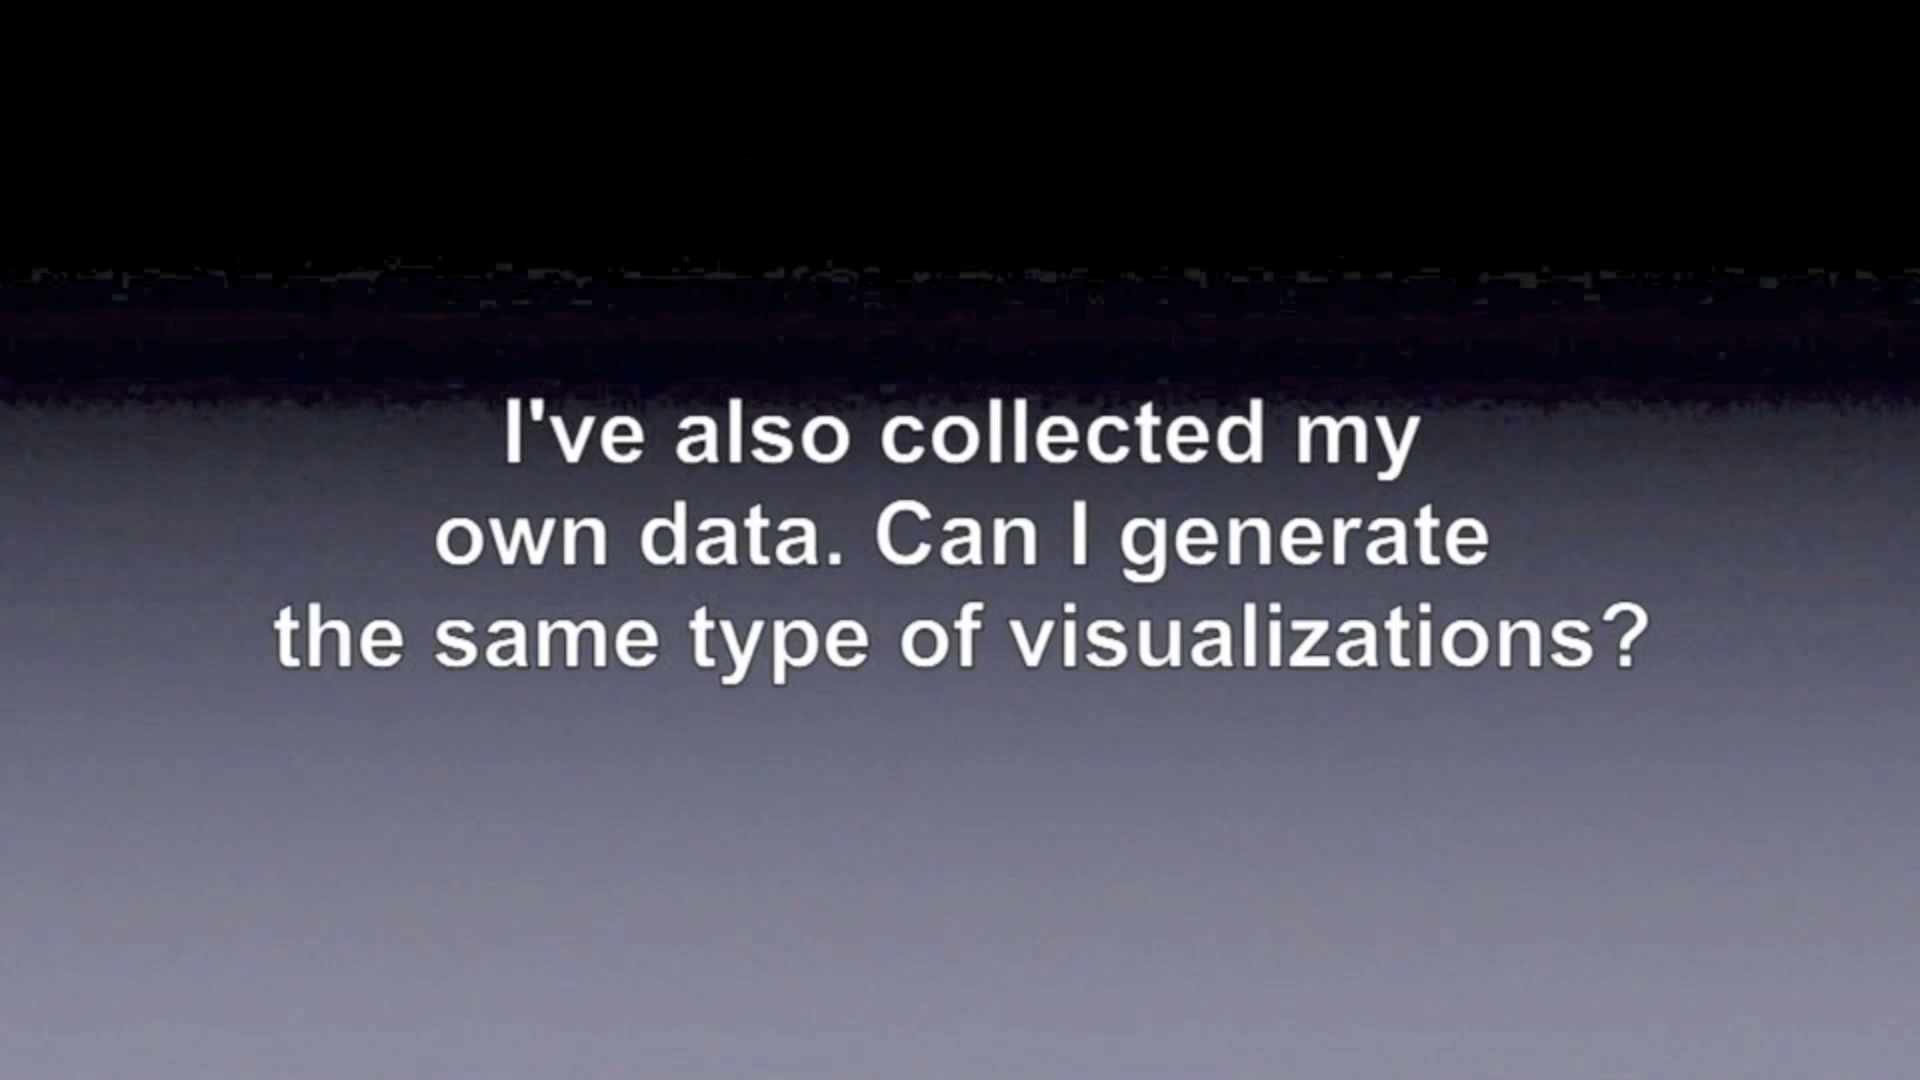 I've also collected my
own data. Can I generate
the same type of visualizations?